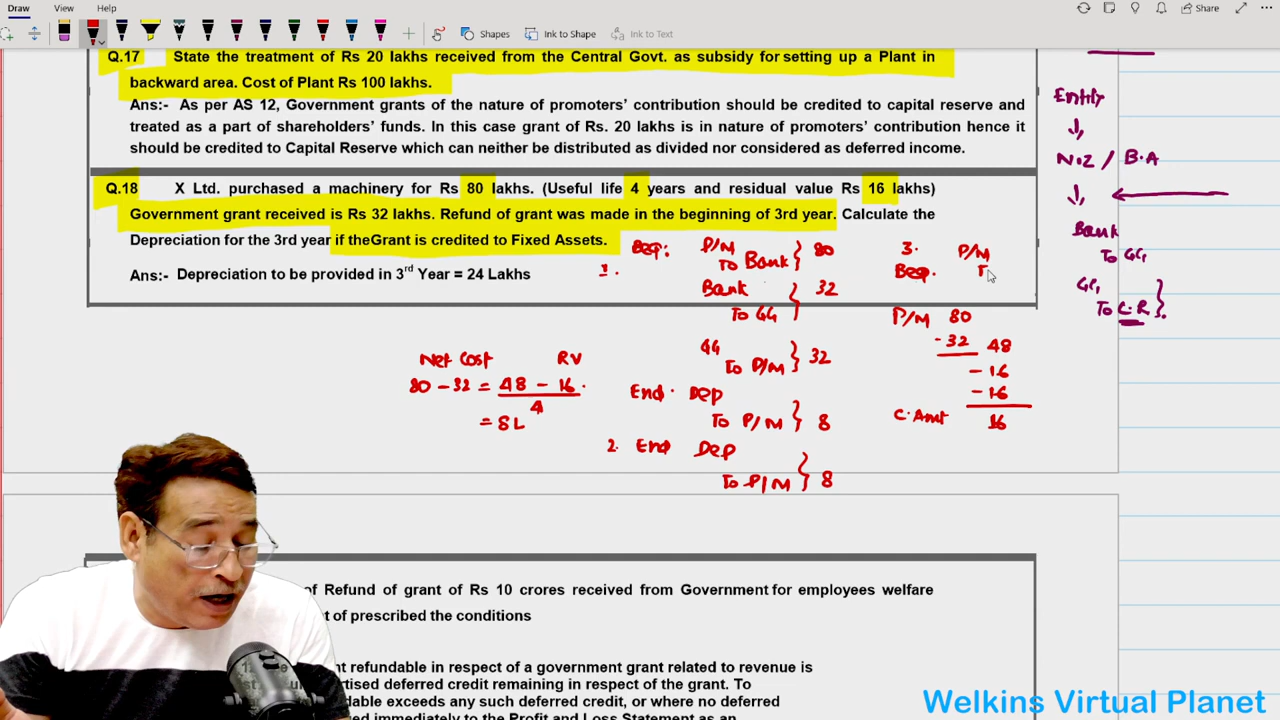 Draw View Help
Share
Shapes Ink to Shape Ink to Text
Q.17 State the treatment of Rs 20 lakhs received from the Central Govt. as subsidy for setting up a Plant in
backward area. Cost of Plant Rs 100 lakhs.
Ans:- As per AS 12, Government grants of the nature of promoters' contribution should be credited to capital reserve and
treated as a part of shareholders' funds. In this case grant of Rs. 20 lakhs is in nature of promoters' contribution hence it
should be credited to Capital Reserve which can neither be distributed as divided nor considered as deferred income.
Q.18 X Ltd. purchased a machinery for Rs 80 lakhs. (Useful life 4 years and residual value Rs 16 lakhs)
Government grant received is Rs 32 lakhs. Refund of grant was made in the beginning of 3rd year. Calculate the
Depreciation for the 3rd year if theGrant is credited to Fixed Assets.
Ans:- Depreciation to be provided in 3rd Year = 24 Lakhs
Beg: P/M
To Bank } 80
1.
Bank } 32
To GG
GG
To P/M } 32
End. Dep
To P/M } 8
2. End Dep
To P/M } 8
Net Cost RV
80 - 32 = 48 - 16
4
= 8L
3. P/M
Beg. T
P/M 80
-32 48
-16
-16
C.Amt 16
Entity
N.Z / B.A
Bank
To GG
GG
To C.R }
of Refund of grant of Rs 10 crores received from Government for employees welfare
of prescribed the conditions
refundable in respect of a government grant related to revenue is
deferred credit remaining in respect of the grant. To
exceeds any such deferred credit, or where no deferred
immediately to the Profit and Loss Statement as an
Welkins Virtual Planet